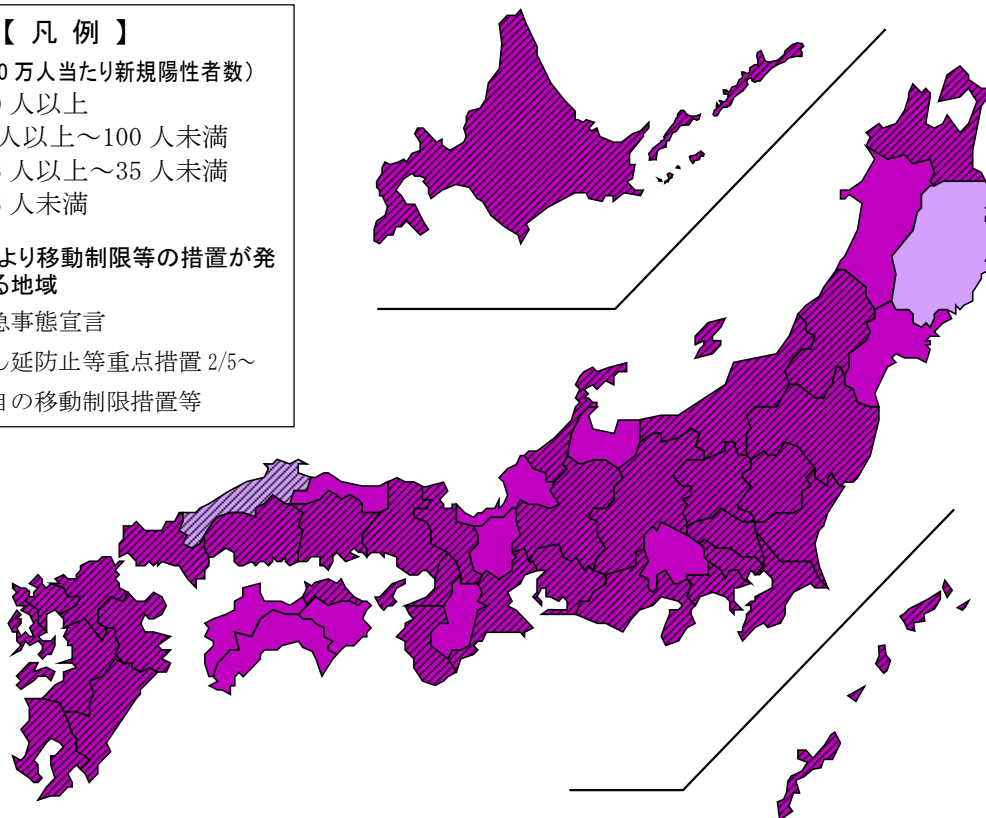 【 凡 例 】
0 万人当たり新規陽性者数）
人以上
人以上～100 人未満
人以上～35 人未満
人未満
より移動制限等の措置が発
る地域
急事態宣言
ん延防止等重点措置 2/5～
自の移動制限措置等